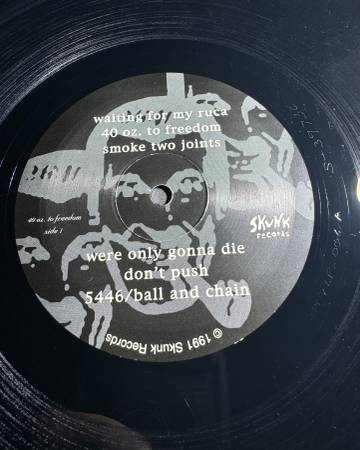 waiting for my ruca
40 oz. to freedom
smoke two joints
40 oz. to freedom
side 1
SKUNK
records
were only gonna die
don't push
5446/ball and chain
© 1991 Skunk Records